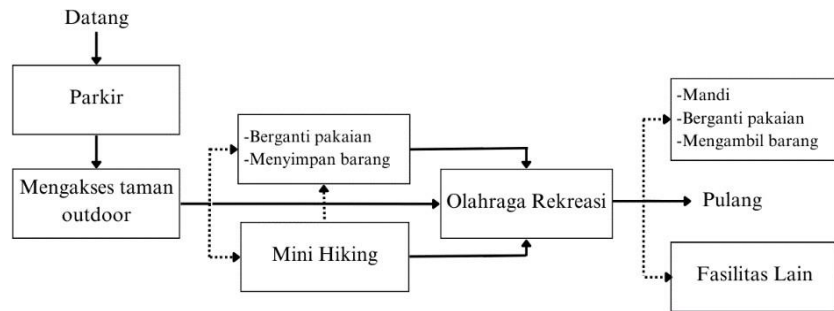 Datang
Parkir
Mengakses taman
outdoor
-Berganti pakaian
-Menyimpan barang
Mini Hiking
Olahraga Rekreasi
-Mandi
-Berganti pakaian
-Mengambil barang
Pulang
Fasilitas Lain